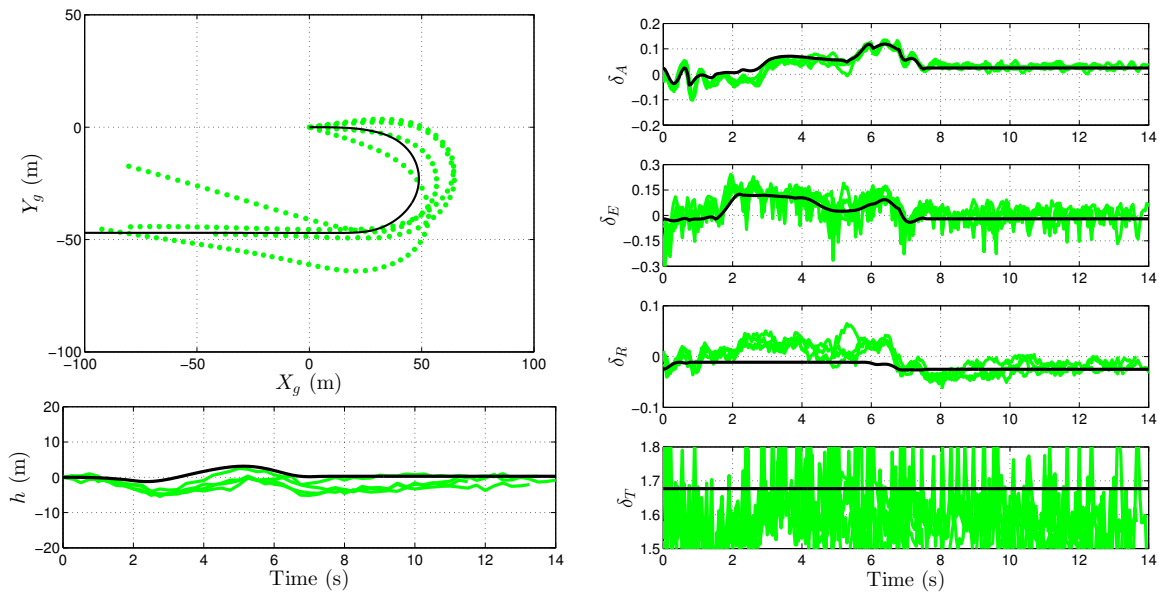 50
0
−50
−100
−100 −50 0 50 100
Y_g (m)
X_g (m)
20
10
0
−10
−20
0 2 4 6 8 10 12 14
h (m)
Time (s)
0.2
0.1
0
−0.1
−0.2
0 2 4 6 8 10 12 14
δ_A
0.3
0.15
0
−0.15
−0.3
0 2 4 6 8 10 12 14
δ_E
0.1
0
−0.1
0 2 4 6 8 10 12 14
δ_R
1.8
1.7
1.6
1.5
0 2 4 6 8 10 12 14
δ_T
Time (s)